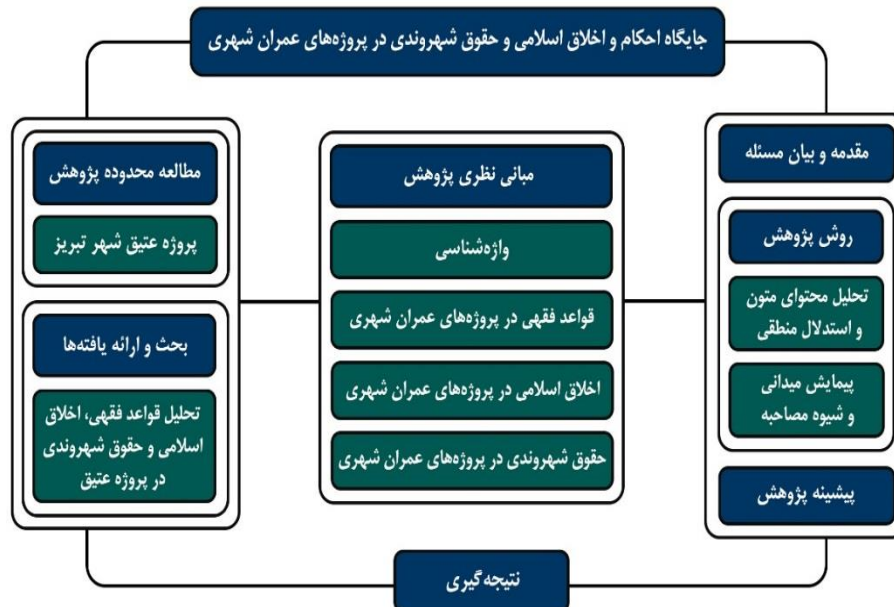 جایگاه احکام و اخلاق اسلامی و حقوق شهروندی در پروژه‌های عمران شهری
مقدمه و بیان مسئله
روش پژوهش
تحلیل محتوای متون
و استدلال منطقی
پیمایش میدانی
و شیوه مصاحبه
پیشینه پژوهش
مبانی نظری پژوهش
واژه‌شناسی
قواعد فقهی در پروژه‌های عمران شهری
اخلاق اسلامی در پروژه‌های عمران شهری
حقوق شهروندی در پروژه‌های عمران شهری
مطالعه محدوده پژوهش
پروژه عتیق شهر تبریز
بحث و ارائه یافته‌ها
تحلیل قواعد فقهی، اخلاق
اسلامی و حقوق شهروندی
در پروژه عتیق
نتیجه‌گیری